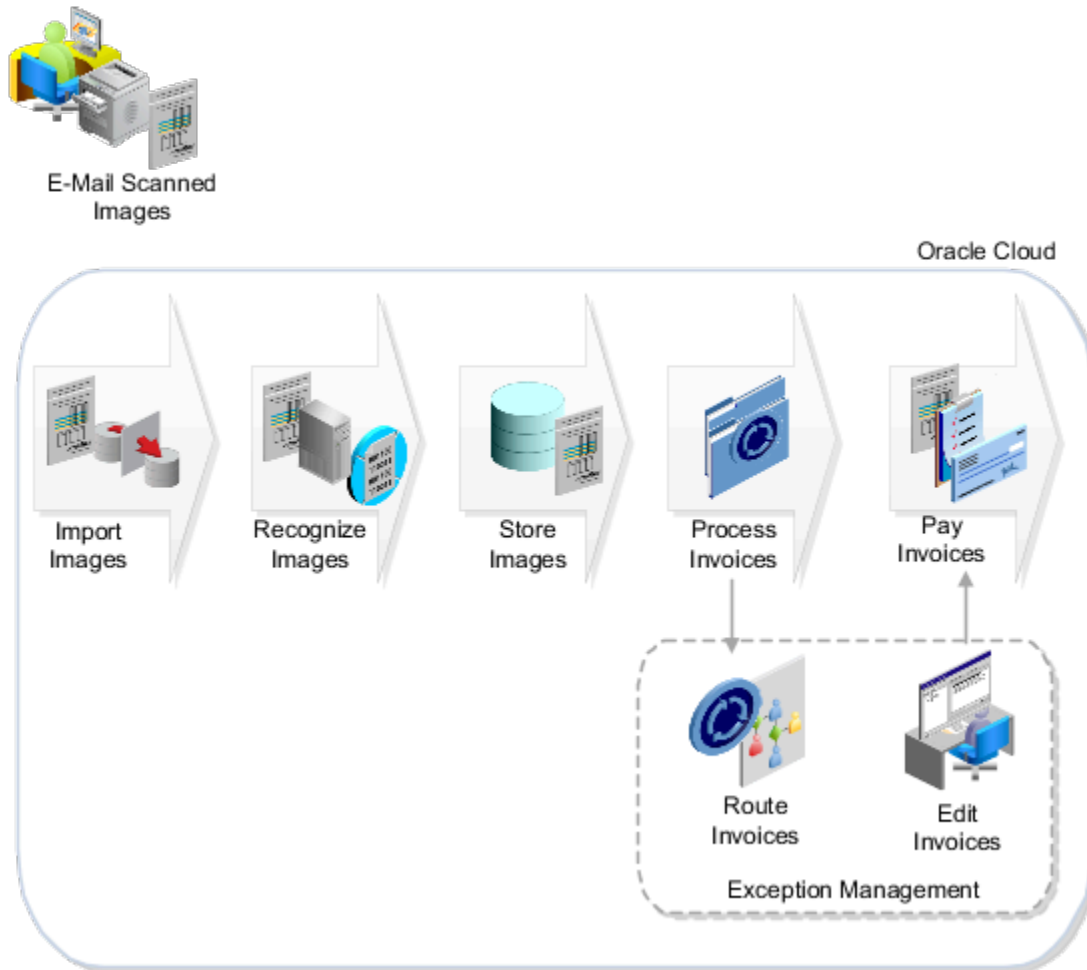 E-Mail Scanned
Images
Oracle Cloud
Import
Images
Recognize
Images
Store
Images
Process
Invoices
Pay
Invoices
Route
Invoices
Edit
Invoices
Exception Management